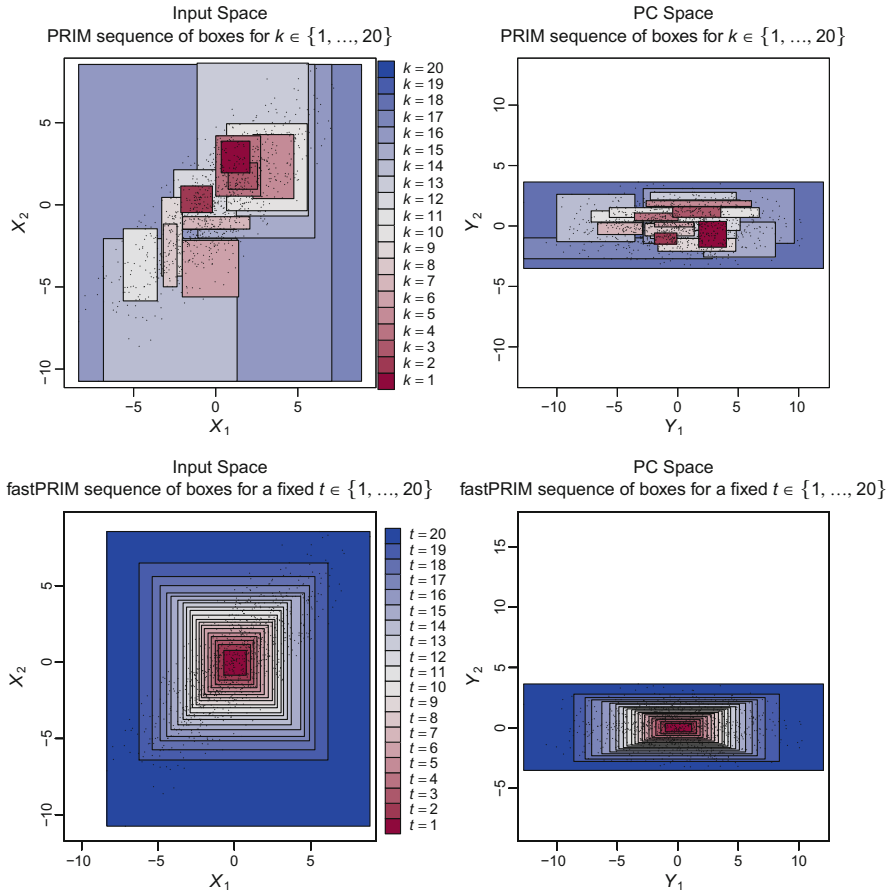 Input Space
PRIM sequence of boxes for k ∈ {1, ..., 20}
X₂
5
0
−5
−10
−5
0
5
X₁
k = 20
k = 19
k = 18
k = 17
k = 16
k = 15
k = 14
k = 13
k = 12
k = 11
k = 10
k = 9
k = 8
k = 7
k = 6
k = 5
k = 4
k = 3
k = 2
k = 1
PC Space
PRIM sequence of boxes for k ∈ {1, ..., 20}
Y₂
10
5
0
−5
−10
−10
−5
0
5
10
Y₁
Input Space
fastPRIM sequence of boxes for a fixed t ∈ {1, ..., 20}
X₂
5
0
−5
−10
−10
−5
0
5
X₁
t = 20
t = 19
t = 18
t = 17
t = 16
t = 15
t = 14
t = 13
t = 12
t = 11
t = 10
t = 9
t = 8
t = 7
t = 6
t = 5
t = 4
t = 3
t = 2
t = 1
PC Space
fastPRIM sequence of boxes for a fixed t ∈ {1, ..., 20}
Y₂
15
10
5
0
−5
−10
−5
0
5
10
Y₁